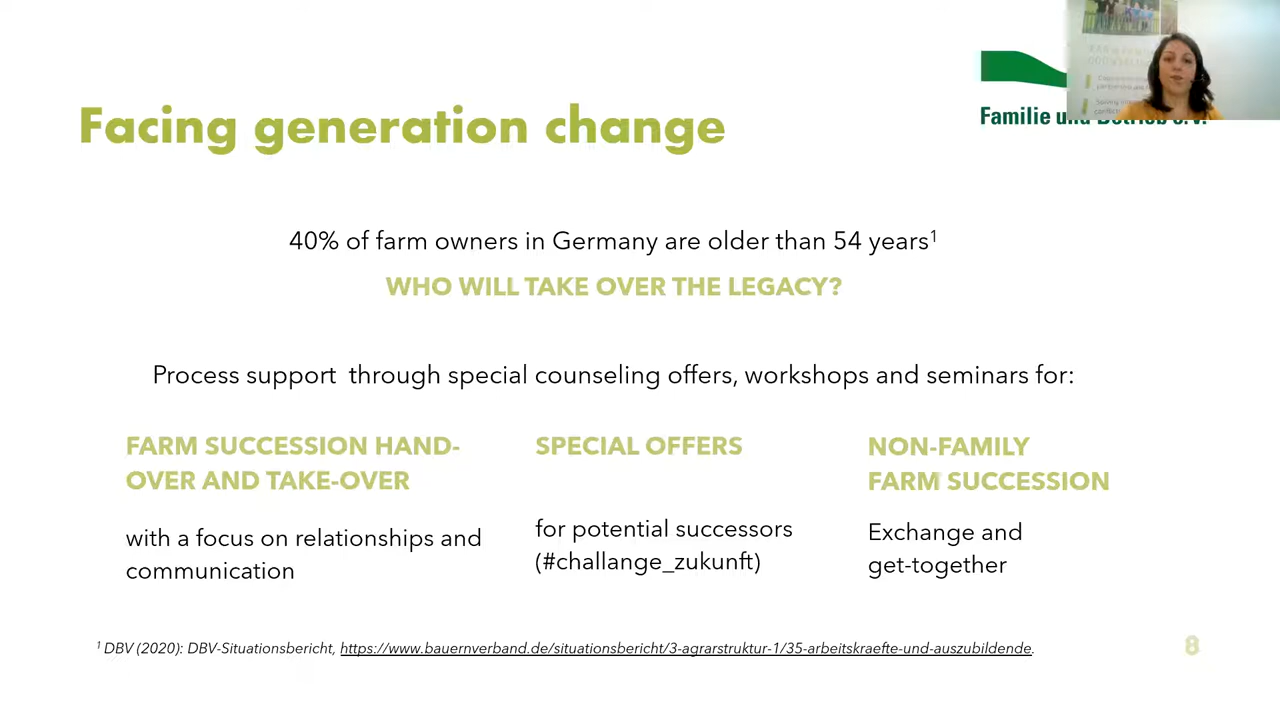 Facing generation change
Familie und Betrieb e. V.
40% of farm owners in Germany are older than 54 years¹
WHO WILL TAKE OVER THE LEGACY?
Process support through special counseling offers, workshops and seminars for:
FARM SUCCESSION HAND-
OVER AND TAKE-OVER
with a focus on relationships and
communication
SPECIAL OFFERS
for potential successors
(#challange_zukunft)
NON-FAMILY
FARM SUCCESSION
Exchange and
get-together
¹ DBV (2020): DBV-Situationsbericht, https://www.bauernverband.de/situationsbericht/3-agrarstruktur-1/35-arbeitskraefte-und-auszubildende.
8